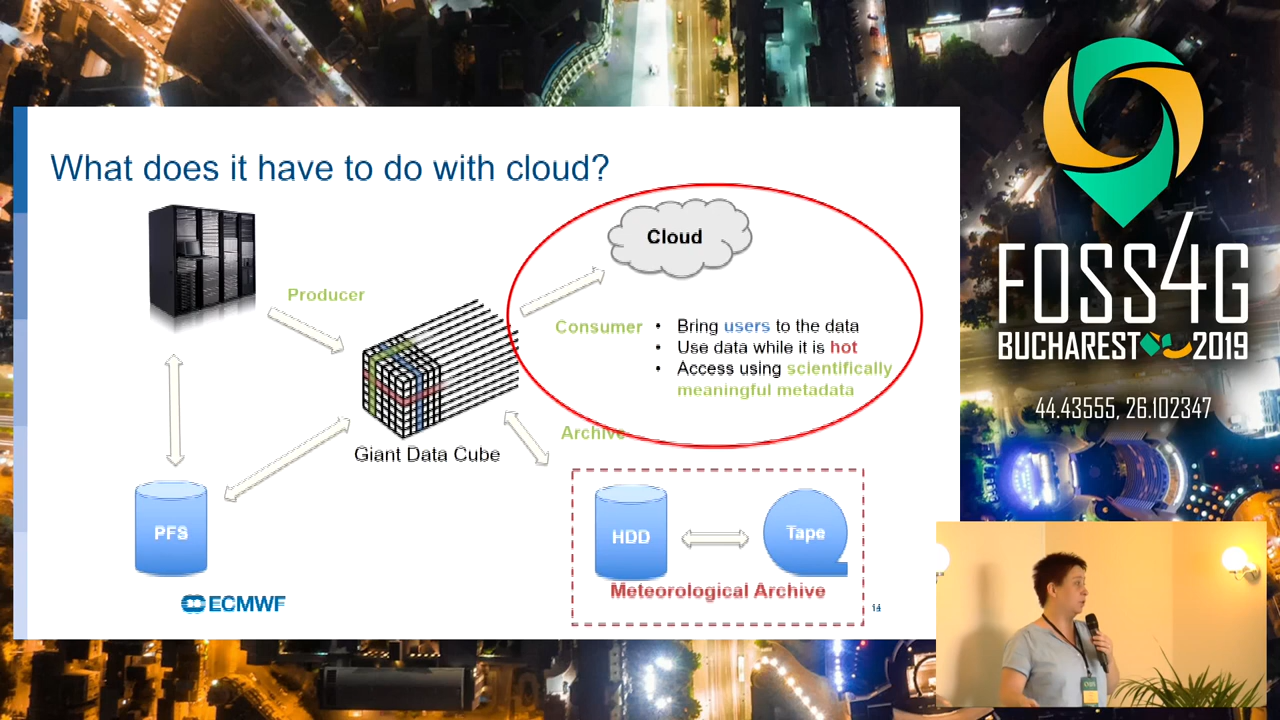 What does it have to do with cloud?
Cloud
Producer
Consumer
• Bring users to the data
• Use data while it is hot
• Access using scientifically
meaningful metadata
Archive
Giant Data Cube
PFS
HDD
Tape
Meteorological Archive
ECMWF
14
FOSS4G
BUCHAREST 2019
44.43555, 26.102347